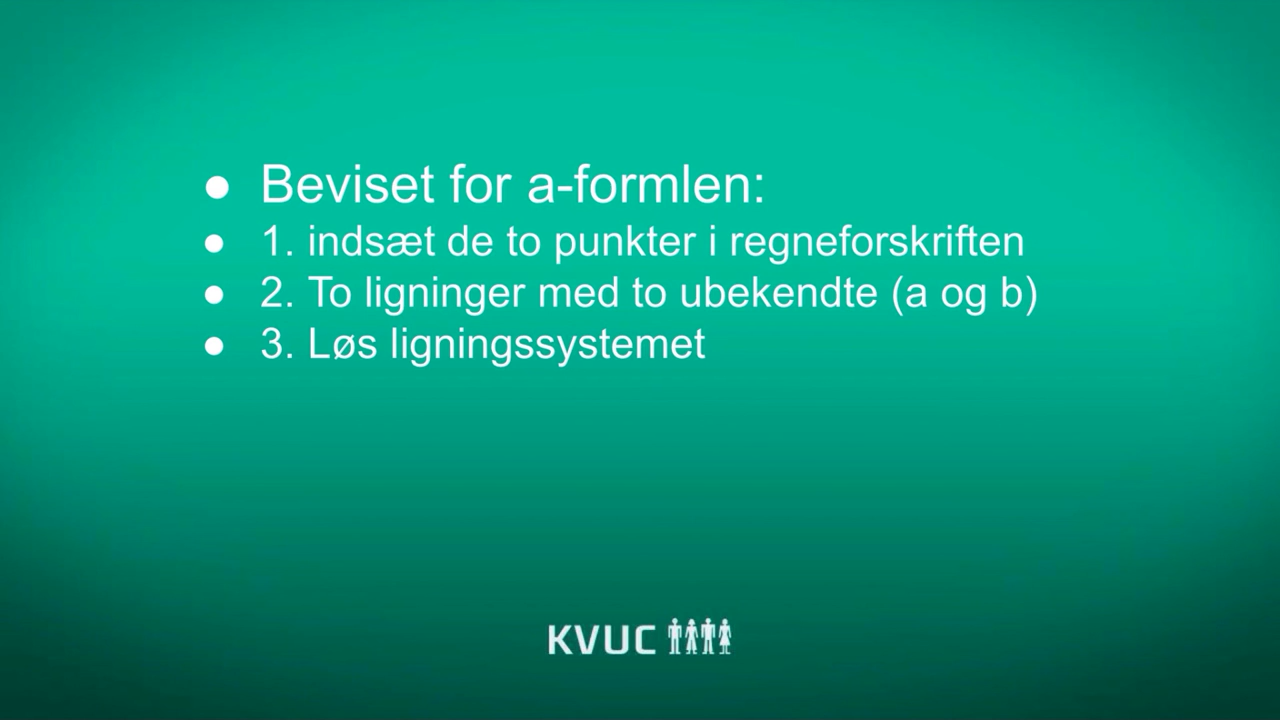 ● Beviset for a-formlen:
● 1. indsæt de to punkter i regneforskriften
● 2. To ligninger med to ubekendte (a og b)
● 3. Løs ligningssystemet
KVUC